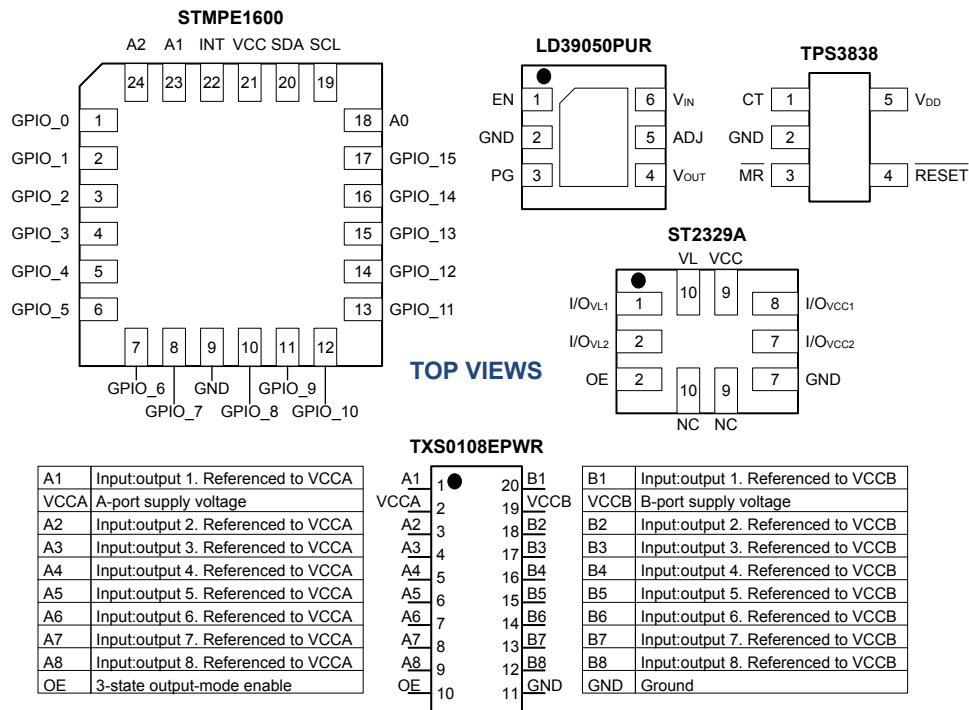 STMPE1600
A2 A1 INT VCC SDA SCL
24 23 22 21 20 19
GPIO_0 1 18 A0
GPIO_1 2 17 GPIO_15
GPIO_2 3 16 GPIO_14
GPIO_3 4 15 GPIO_13
GPIO_4 5 14 GPIO_12
GPIO_5 6 13 GPIO_11
7 8 9 10 11 12
GPIO_6 GND GPIO_9
GPIO_7 GPIO_8 GPIO_10
LD39050PUR
EN 1 6 VIN
GND 2 5 ADJ
PG 3 4 VOUT
TPS3838
CT 1 5 VDD
GND 2
MR 3 4 RESET
ST2329A
VL VCC
10 9
I/OVL1 1 8 I/OVCC1
I/OVL2 2 7 I/OVCC2
OE 2 7 GND
10 9
NC NC
TOP VIEWS
TXS0108EPWR
A1 Input:output 1. Referenced to VCCA A1 1 20 B1 B1 Input:output 1. Referenced to VCCB
VCCA A-port supply voltage VCCA 2 19 VCCB VCCB B-port supply voltage
A2 Input:output 2. Referenced to VCCA A2 3 18 B2 B2 Input:output 2. Referenced to VCCB
A3 Input:output 3. Referenced to VCCA A3 4 17 B3 B3 Input:output 3. Referenced to VCCB
A4 Input:output 4. Referenced to VCCA A4 5 16 B4 B4 Input:output 4. Referenced to VCCB
A5 Input:output 5. Referenced to VCCA A5 6 15 B5 B5 Input:output 5. Referenced to VCCB
A6 Input:output 6. Referenced to VCCA A6 7 14 B6 B6 Input:output 6. Referenced to VCCB
A7 Input:output 7. Referenced to VCCA A7 8 13 B7 B7 Input:output 7. Referenced to VCCB
A8 Input:output 8. Referenced to VCCA A8 9 12 B8 B8 Input:output 8. Referenced to VCCB
OE 3-state output-mode enable OE 10 11 GND GND Ground